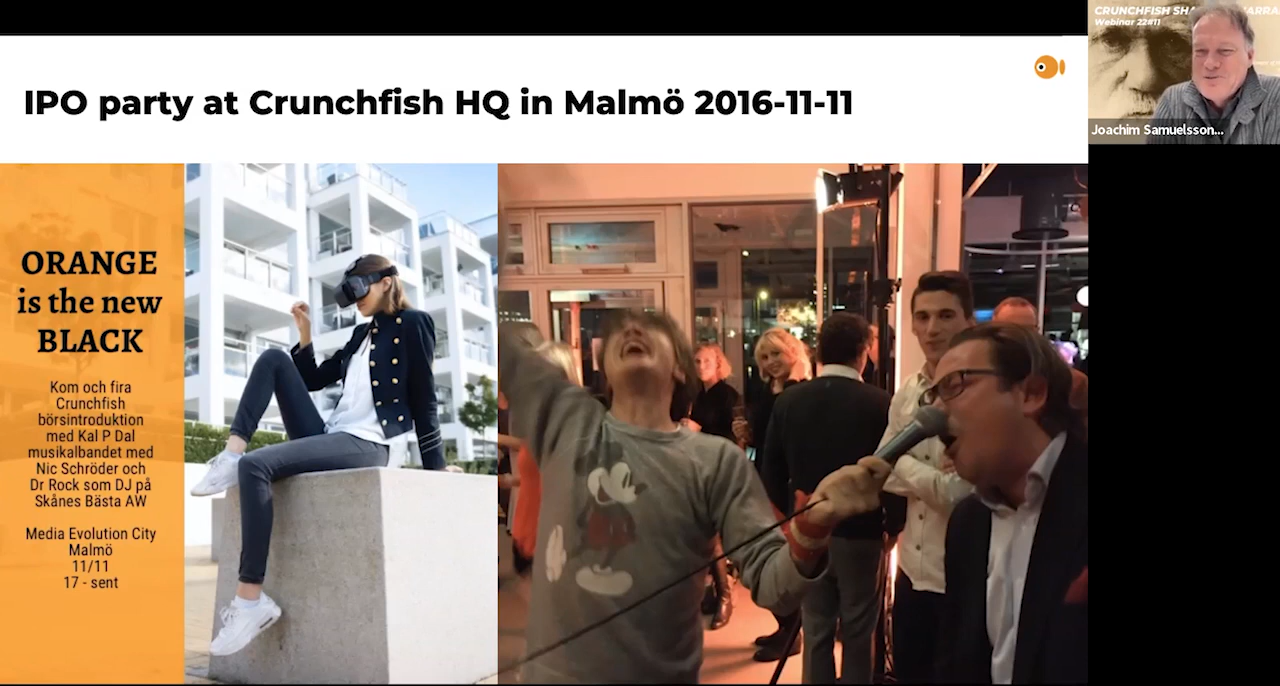 IPO party at Crunchfish HQ in Malmö 2016-11-11
ORANGE
is the new
BLACK
Kom och fira
Crunchfish
börsintroduktion
med Kal P Dal
musikalbandet med
Nic Schröder och
Dr Rock som DJ på
Skånes Bästa AW
Media Evolution City
Malmö
11/11
17 - sent
CRUNCHFISH
Webinar 22#11
Joachim Samuelsson...